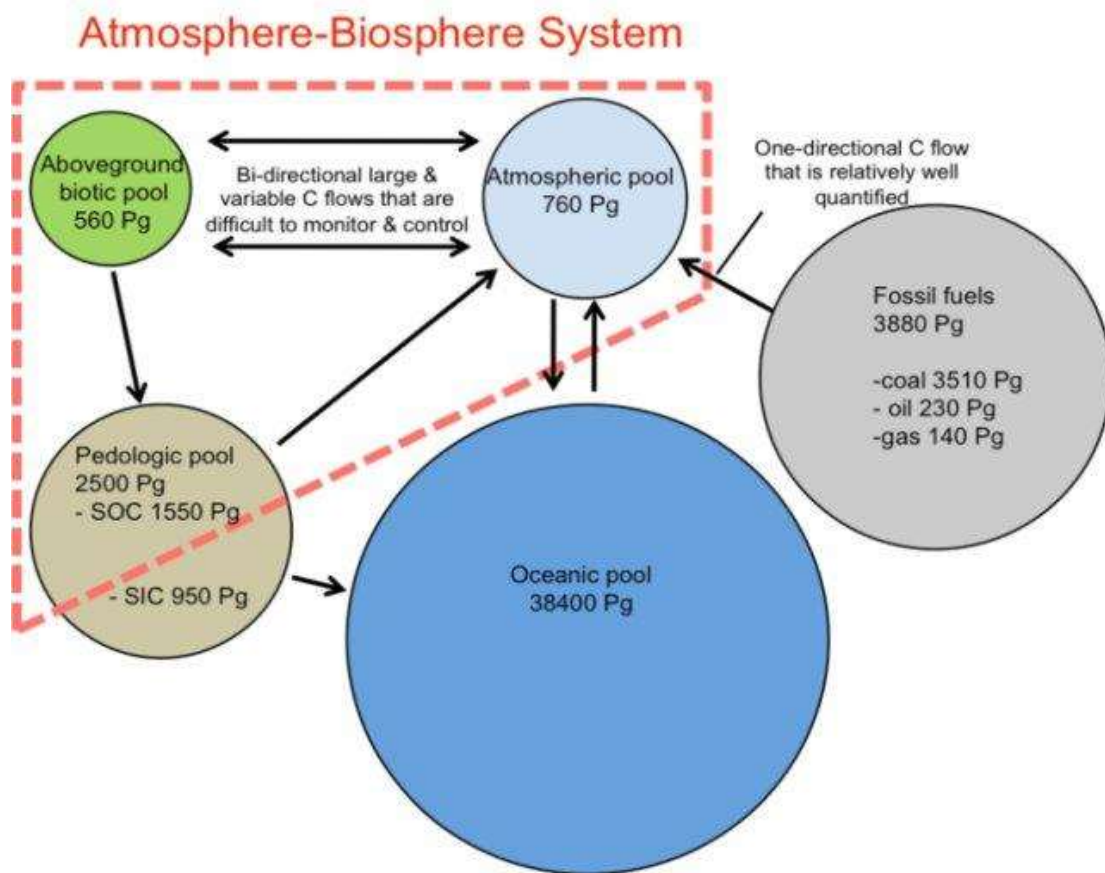 Atmosphere-Biosphere System
Aboveground
biotic pool
560 Pg
Bi-directional large &
variable C flows that are
difficult to monitor & control
Atmospheric pool
760 Pg
One-directional C flow
that is relatively well
quantified
Fossil fuels
3880 Pg
-coal 3510 Pg
- oil 230 Pg
-gas 140 Pg
Pedologic pool
2500 Pg
- SOC 1550 Pg
- SIC 950 Pg
Oceanic pool
38400 Pg